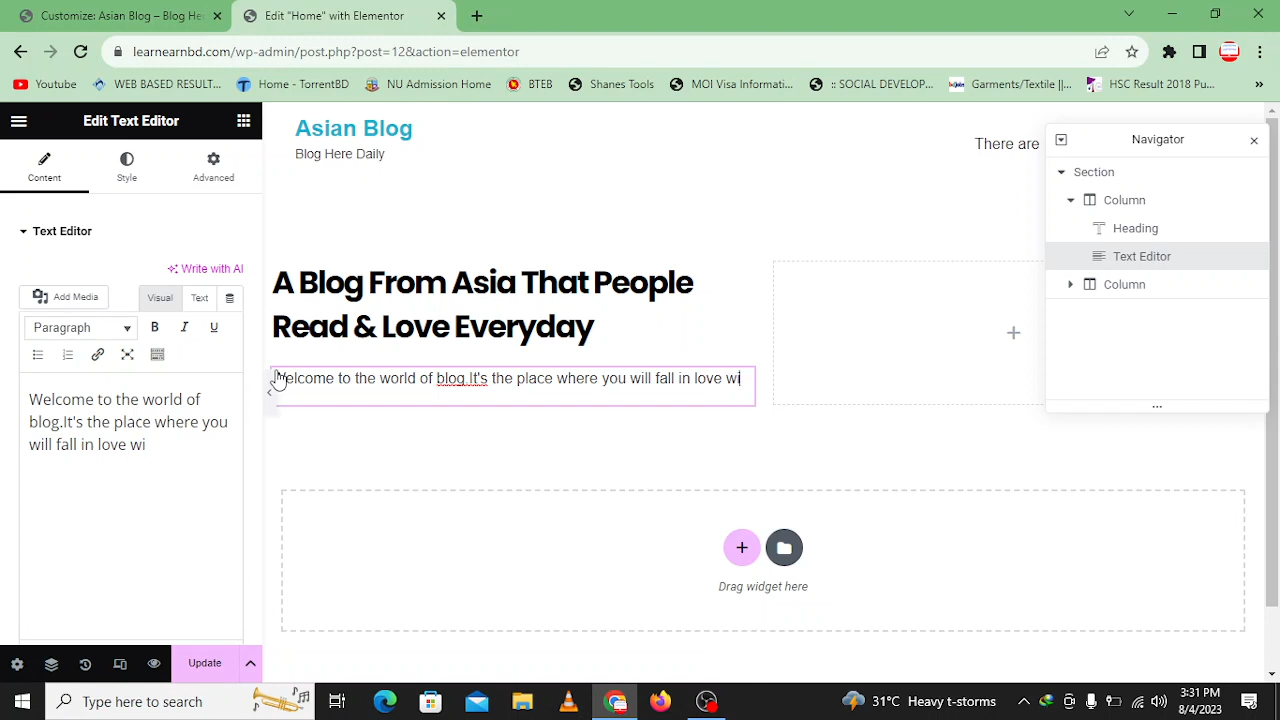 Customize: Asian Blog – Blog He
Edit "Home" with Elementor
learnearnbd.com/wp-admin/post.php?post=12&action=elementor
Youtube
WEB BASED RESULT...
Home - TorrentBD
NU Admission Home
BTEB
Shanes Tools
MOI Visa Informati...
:: SOCIAL DEVELOP...
Garments/Textile ||...
HSC Result 2018 Pu...
Edit Text Editor
Content
Style
Advanced
Text Editor
Write with AI
Add Media
Visual
Text
Paragraph
B
I
U
Welcome to the world of
blog.It's the place where you
will fall in love wi
Update
Asian Blog
Blog Here Daily
There are
A Blog From Asia That People
Read & Love Everyday
Welcome to the world of blog.It's the place where you will fall in love wi
Drag widget here
Navigator
Section
Column
Heading
Text Editor
Column
Type here to search
31°C Heavy t-storms
3:31 PM
8/4/2023